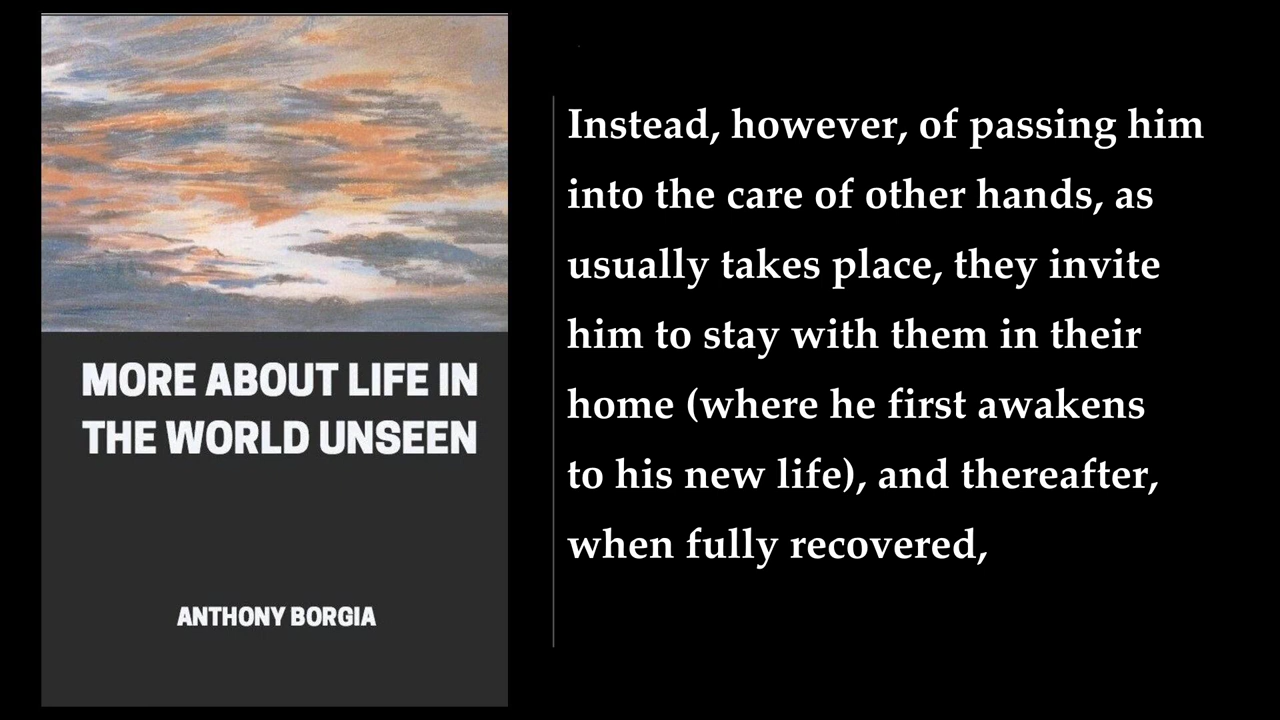 MORE ABOUT LIFE IN
THE WORLD UNSEEN
ANTHONY BORGIA
Instead, however, of passing him
into the care of other hands, as
usually takes place, they invite
him to stay with them in their
home (where he first awakens
to his new life), and thereafter,
when fully recovered,